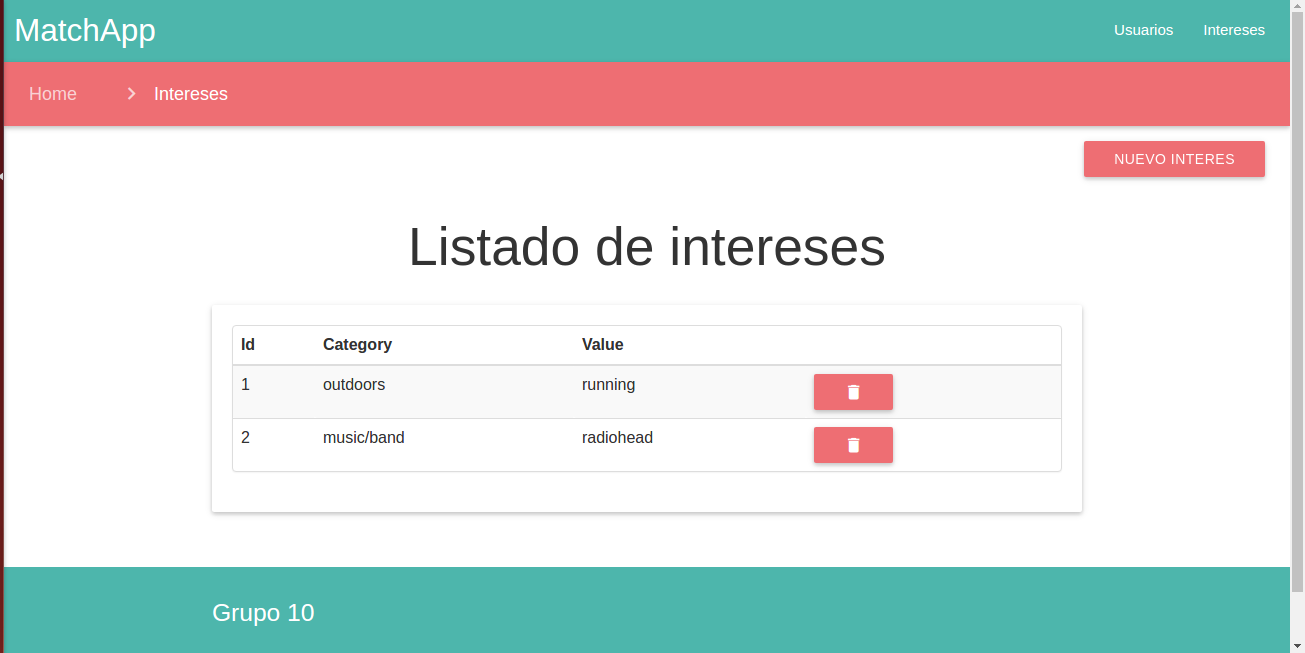 MatchApp
Usuarios Intereses
Home Intereses
NUEVO INTERES
Listado de intereses
Id Category Value
1 outdoors running
2 music/band radiohead
Grupo 10